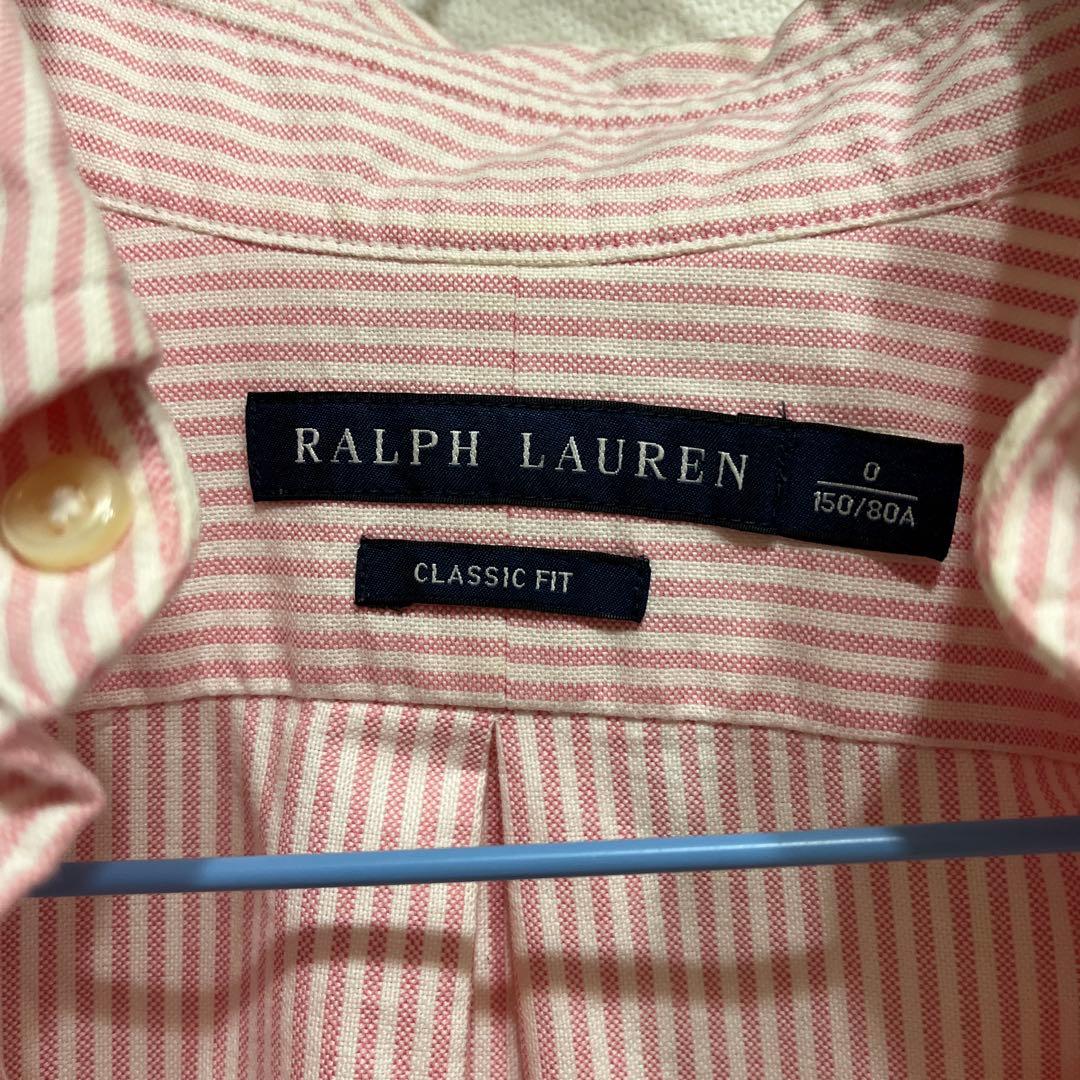 RALPH LAUREN
0
150/80A
CLASSIC FIT